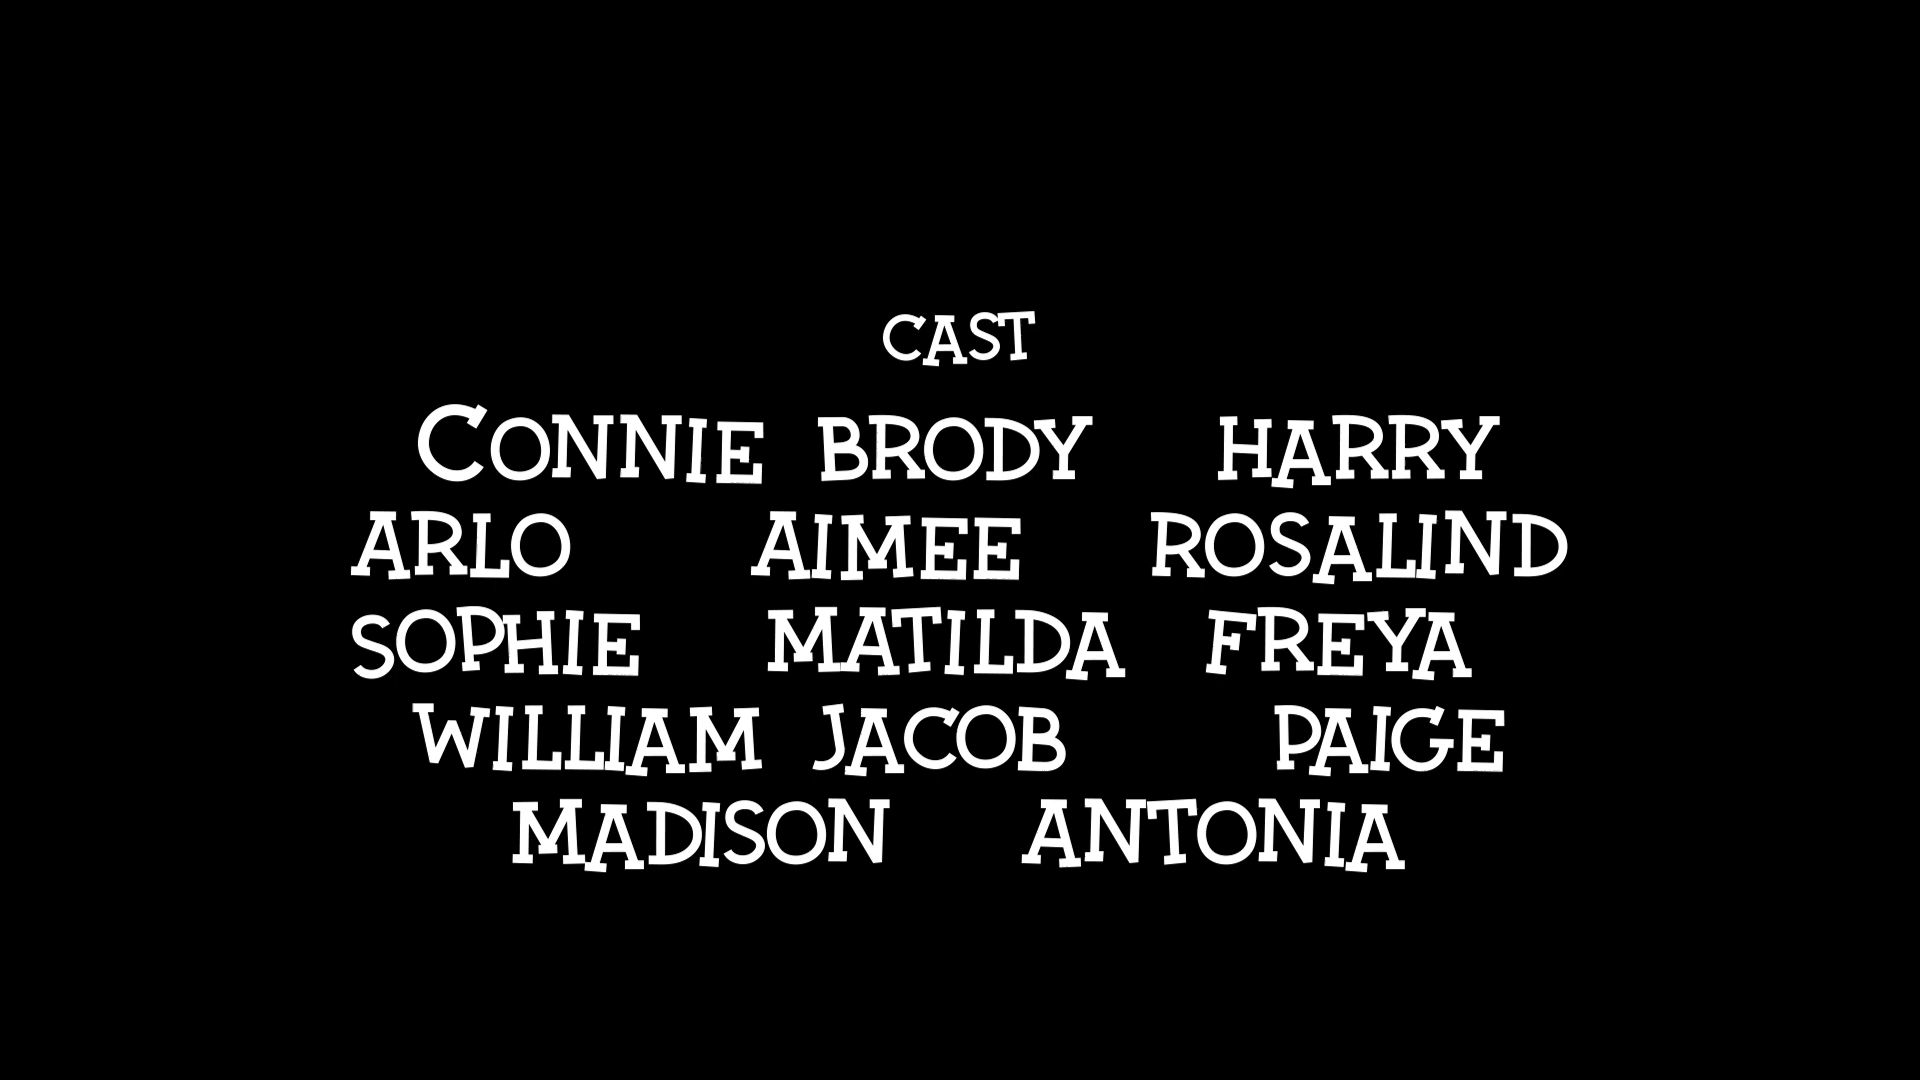 CAST
CONNIE BRODY HARRY
ARLO AIMEE ROSALIND
SOPHIE MATILDA FREYA
WILLIAM JACOB PAIGE
MADISON ANTONIA